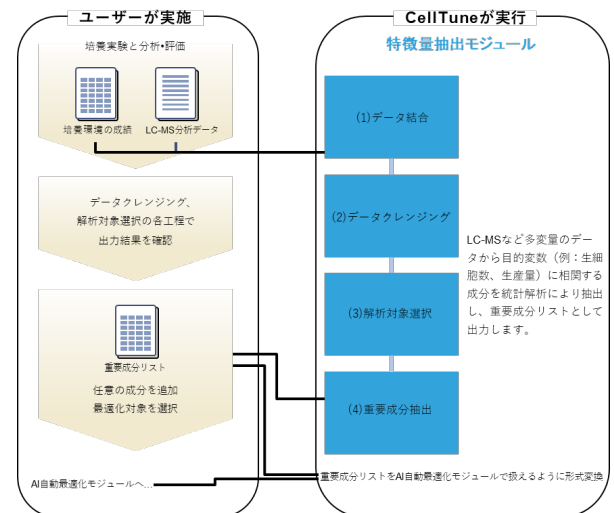 ユーザーが実施
培養実験と分析•評価
培養環境の成績
LC-MS分析データ
データクレンジング、
解析対象選択の各工程で
出力結果を確認
重要成分リスト
任意の成分を追加
最適化対象を選択
AI自動最適化モジュールへ...
CellTuneが実行
特徴量抽出モジュール
(1)データ結合
(2)データクレンジング
(3)解析対象選択
(4)重要成分抽出
LC-MSなど多変量のデー
タから目的変数（例：生細
胞数、生産量）に相関する
成分を統計解析により抽出
し、重要成分リストとして
出力します。
重要成分リストをAI自動最適化モジュールで扱えるように形式変換